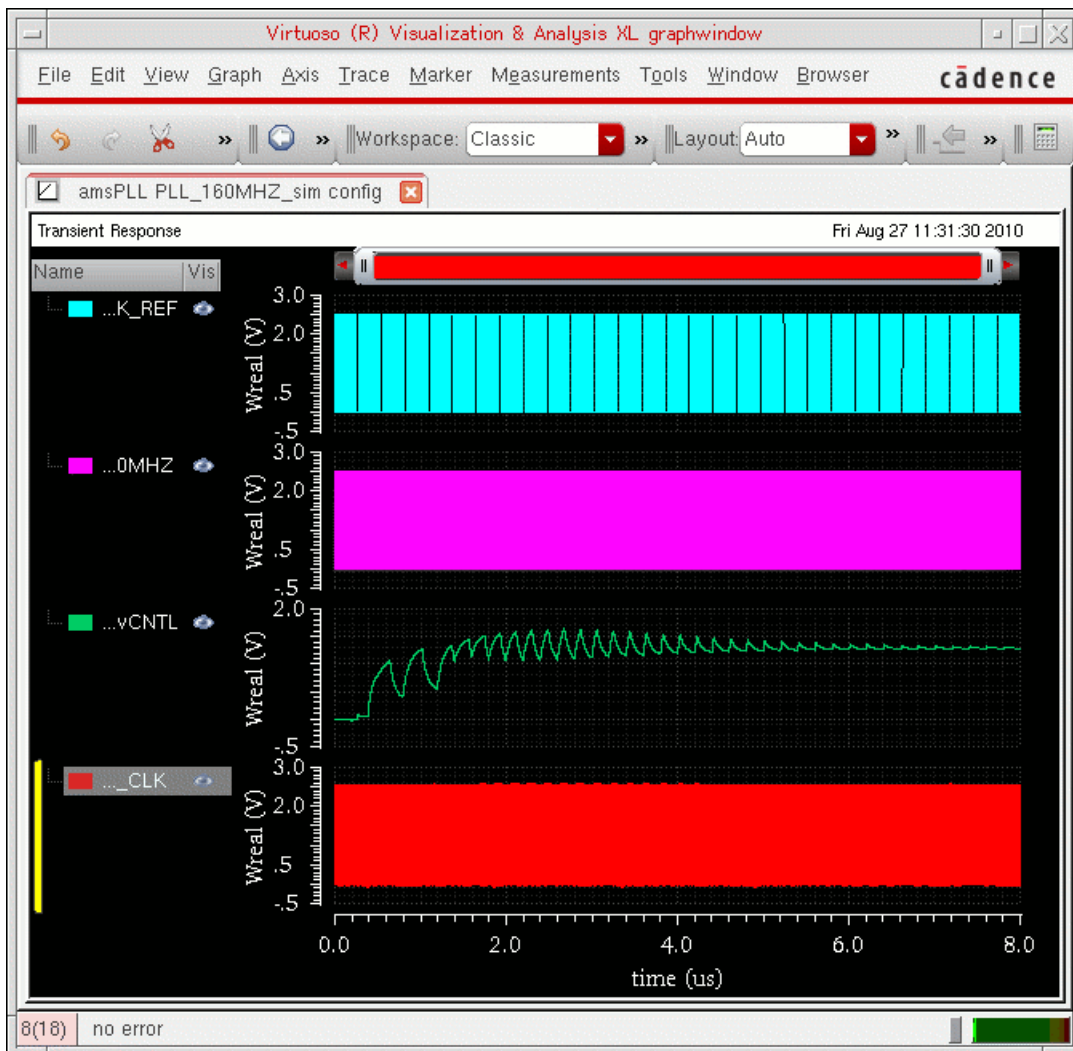 Virtuoso (R) Visualization & Analysis XL graphwindow
File Edit View Graph Axis Trace Marker Measurements Tools Window Browser cādence
» » Workspace: Classic » Layout: Auto » »
amsPLL PLL_160MHZ_sim config
Transient Response Fri Aug 27 11:31:30 2010
Name Vis
...K_REF
Wreal (V)
3.0
2.0
.5
-.5
...0MHZ
Wreal (V)
3.0
2.0
.5
-.5
...vCNTL
Wreal (V)
2.0
-.5
..._CLK
Wreal (V)
3.0
2.0
.5
-.5
0.0 2.0 4.0 6.0 8.0
time (us)
8(18) no error